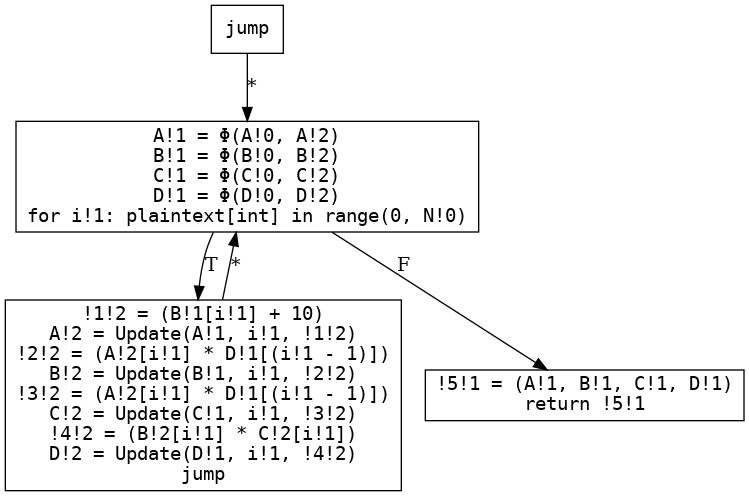 jump
*
A!1 = Φ(A!0, A!2)
B!1 = Φ(B!0, B!2)
C!1 = Φ(C!0, C!2)
D!1 = Φ(D!0, D!2)
for i!1: plaintext[int] in range(0, N!0)
T
*
F
!1!2 = (B!1[i!1] + 10)
A!2 = Update(A!1, i!1, !1!2)
!2!2 = (A!2[i!1] * D!1[(i!1 - 1)])
B!2 = Update(B!1, i!1, !2!2)
!3!2 = (A!2[i!1] * D!1[(i!1 - 1)])
C!2 = Update(C!1, i!1, !3!2)
!4!2 = (B!2[i!1] * C!2[i!1])
D!2 = Update(D!1, i!1, !4!2)
jump
!5!1 = (A!1, B!1, C!1, D!1)
return !5!1